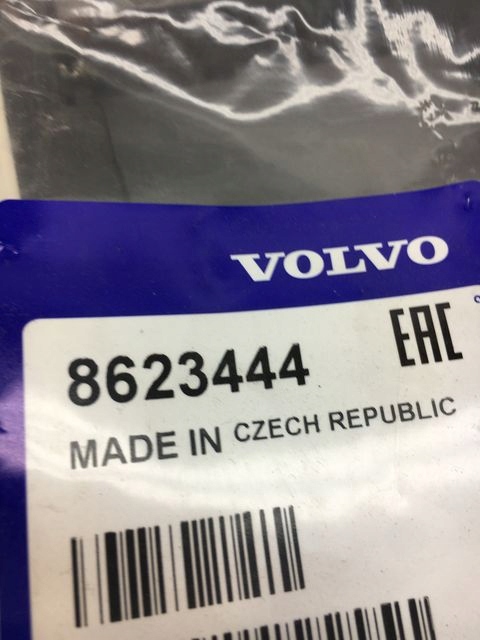 VOLVO
EAC
8623444
MADE IN CZECH REPUBLIC